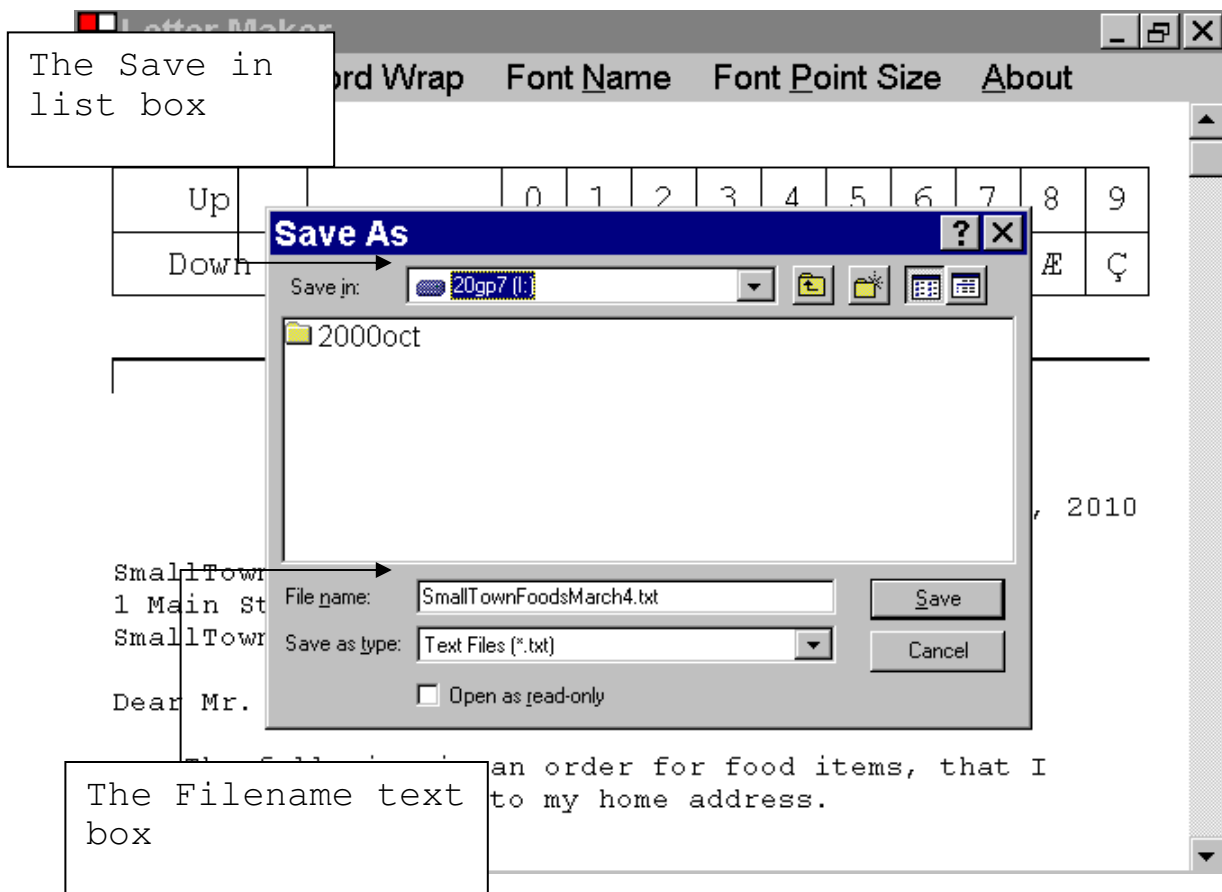 Letter Maker
The Save in
list box
ord Wrap Font Name Font Point Size About
Up 0 1 2 3 4 5 6 7 8 9
Down Æ Ç
Save As
Save in: 20gp7 (I:)
2000oct
, 2010
SmallTown
1 Main St
SmallTown
File name: SmallTownFoodsMarch4.txt Save
Save as type: Text Files (*.txt) Cancel
Open as read-only
Dear Mr.
an order for food items, that I
to my home address.
The Filename text
box